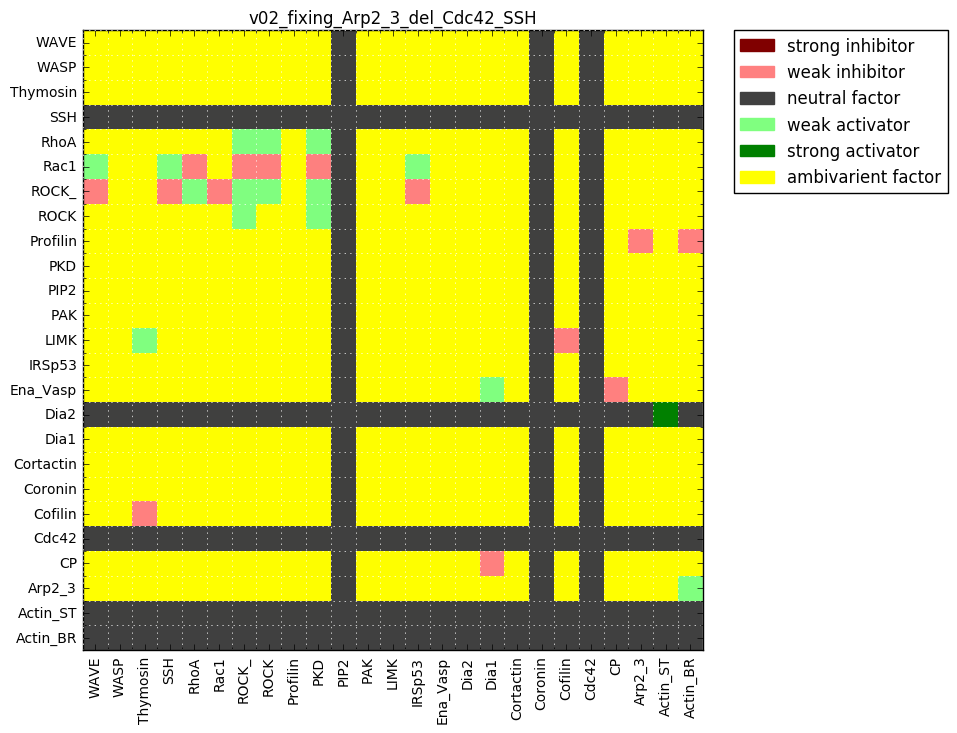 v02_fixing_Arp2_3_del_Cdc42_SSH
WAVE
WASP
Thymosin
SSH
RhoA
Rac1
ROCK_
ROCK
Profilin
PKD
PIP2
PAK
LIMK
IRSp53
Ena_Vasp
Dia2
Dia1
Cortactin
Coronin
Cofilin
Cdc42
CP
Arp2_3
Actin_ST
Actin_BR
WAVE
WASP
Thymosin
SSH
RhoA
Rac1
ROCK_
ROCK
Profilin
PKD
PIP2
PAK
LIMK
IRSp53
Ena_Vasp
Dia2
Dia1
Cortactin
Coronin
Cofilin
Cdc42
CP
Arp2_3
Actin_ST
Actin_BR
strong inhibitor
weak inhibitor
neutral factor
weak activator
strong activator
ambivarient factor